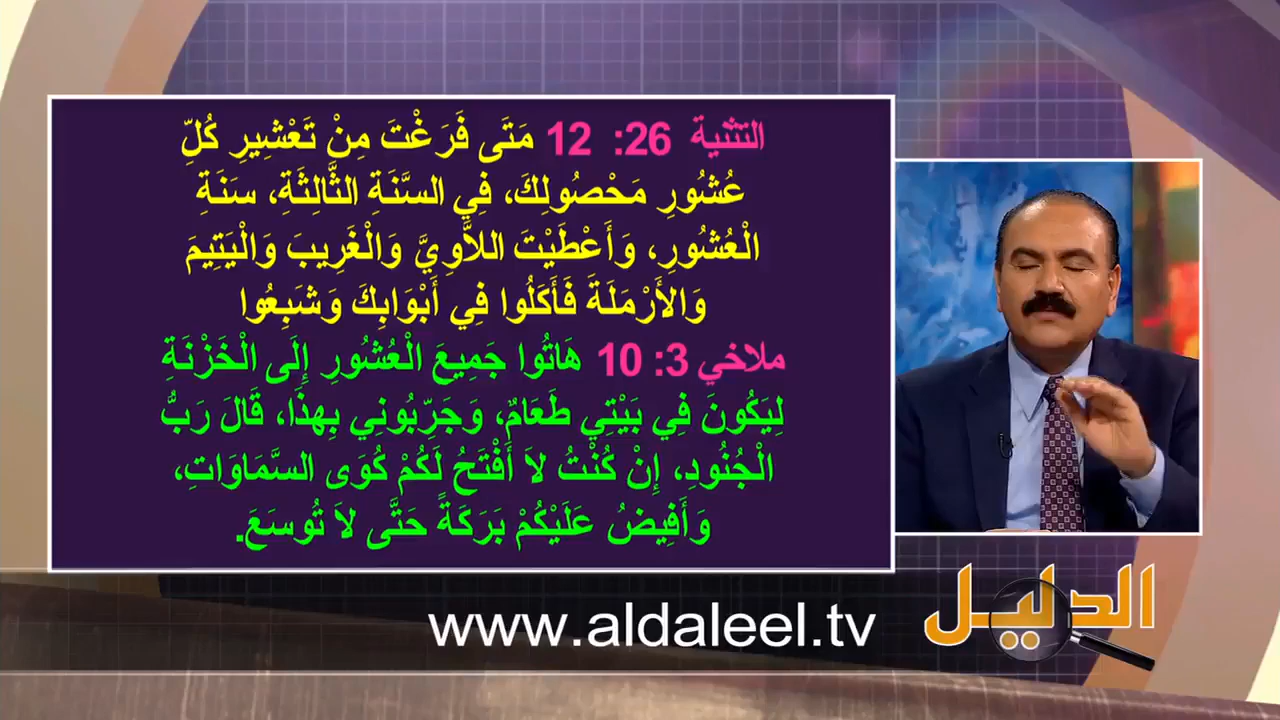 التثنية 26: 12 مَتَى فَرَغْتَ مِنْ تَعْشِيرِ كُلِّ
عُشُورِ مَحْصُولِكَ، فِي السَّنَةِ الثَّالِثَةِ، سَنَةِ
الْعُشُورِ، وَأَعْطَيْتَ اللاَّوِيَّ وَالْغَرِيبَ وَالْيَتِيمَ
وَالأَرْمَلَةَ فَأَكَلُوا فِي أَبْوَابِكَ وَشَبِعُوا
ملاخي 3: 10 هَاتُوا جَمِيعَ الْعُشُورِ إِلَى الْخَزْنَةِ
لِيَكُونَ فِي بَيْتِي طَعَامٌ، وَجَرِّبُونِي بِهذَا، قَالَ رَبُّ
الْجُنُودِ، إِنْ كُنْتُ لاَ أَفْتَحُ لَكُمْ كُوَى السَّمَاوَاتِ،
وَأَفِيضُ عَلَيْكُمْ بَرَكَةً حَتَّى لاَ تُوسَعَ.
الدليل
www.aldaleel.tv